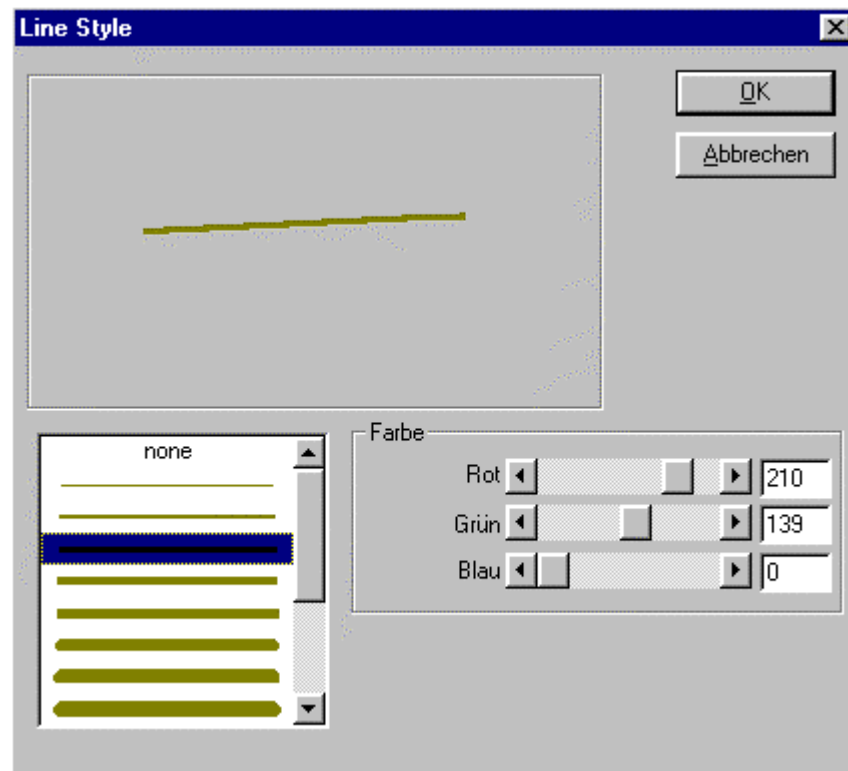 Line Style
OK
Abbrechen
none
Farbe
Rot 210
Grün 139
Blau 0